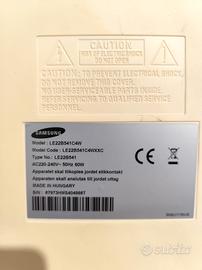 CAUTION
RISK OF ELECTRIC SHOCK
DO NOT OPEN
CAUTION: TO PREVENT ELECTRICAL SHOCK,
DO NOT REMOVE COVER.
NO USER SERVICEABLE PARTS INSIDE.
REFER SERVICING TO QUALIFIED SERVICE
PERSONNEL.
SAMSUNG
Model : LE22B541C4W
Model Code : LE22B541C4WXXC
Type No. : LE22B541
AC220-240V~ 50Hz 60W
Apparatet skal tilkoples jordet stikkontakt
Apparaten skall anslutas till jordat uttag
MADE IN HUNGARY
S/N :
subito